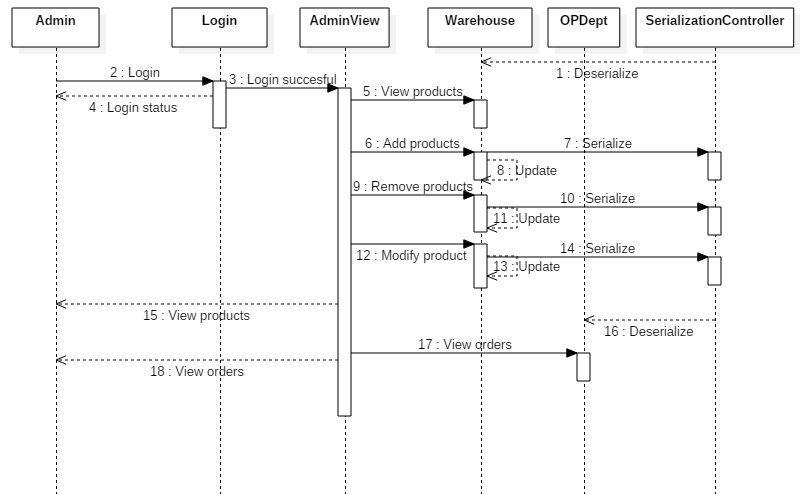 Admin
Login
AdminView
Warehouse
OPDept
SerializationController
1 : Deserialize
2 : Login
3 : Login succesful
4 : Login status
5 : View products
6 : Add products
7 : Serialize
8 : Update
9 : Remove products
10 : Serialize
11 : Update
12 : Modify product
14 : Serialize
13 : Update
15 : View products
16 : Deserialize
17 : View orders
18 : View orders